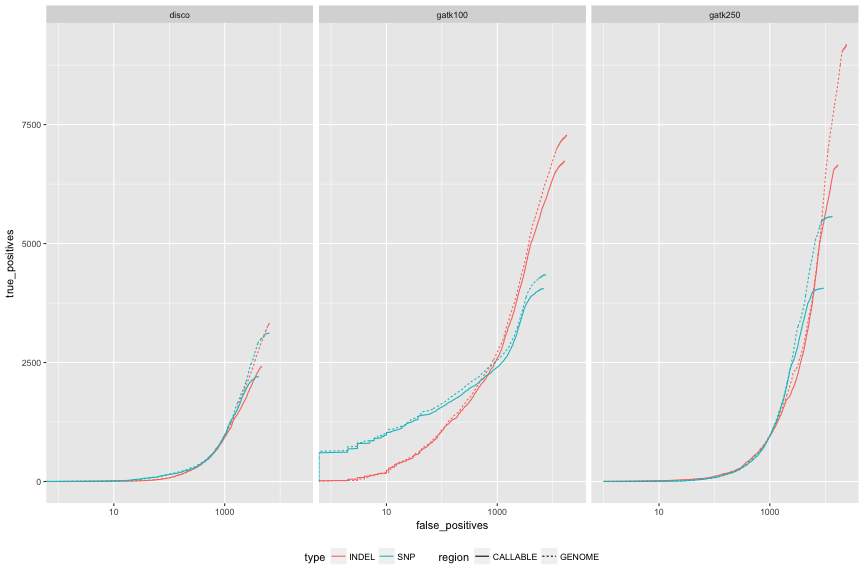 disco
gatk100
gatk250
true_positives
7500
5000
2500
0
10
1000
10
1000
10
1000
false_positives
type INDEL SNP region CALLABLE GENOME